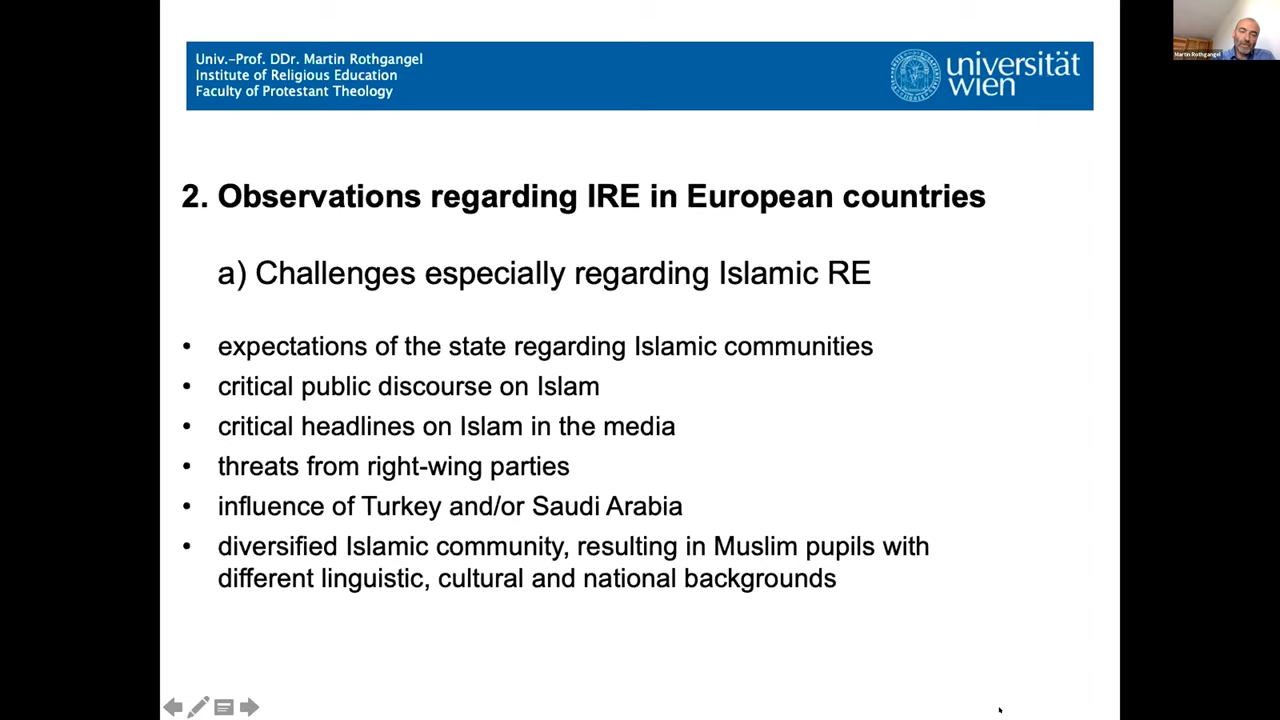 Univ.-Prof. DDr. Martin Rothgangel
Institute of Religious Education
Faculty of Protestant Theology
universität
wien
Martin Rothgangel
2. Observations regarding IRE in European countries
a) Challenges especially regarding Islamic RE
• expectations of the state regarding Islamic communities
• critical public discourse on Islam
• critical headlines on Islam in the media
• threats from right-wing parties
• influence of Turkey and/or Saudi Arabia
• diversified Islamic community, resulting in Muslim pupils with
different linguistic, cultural and national backgrounds